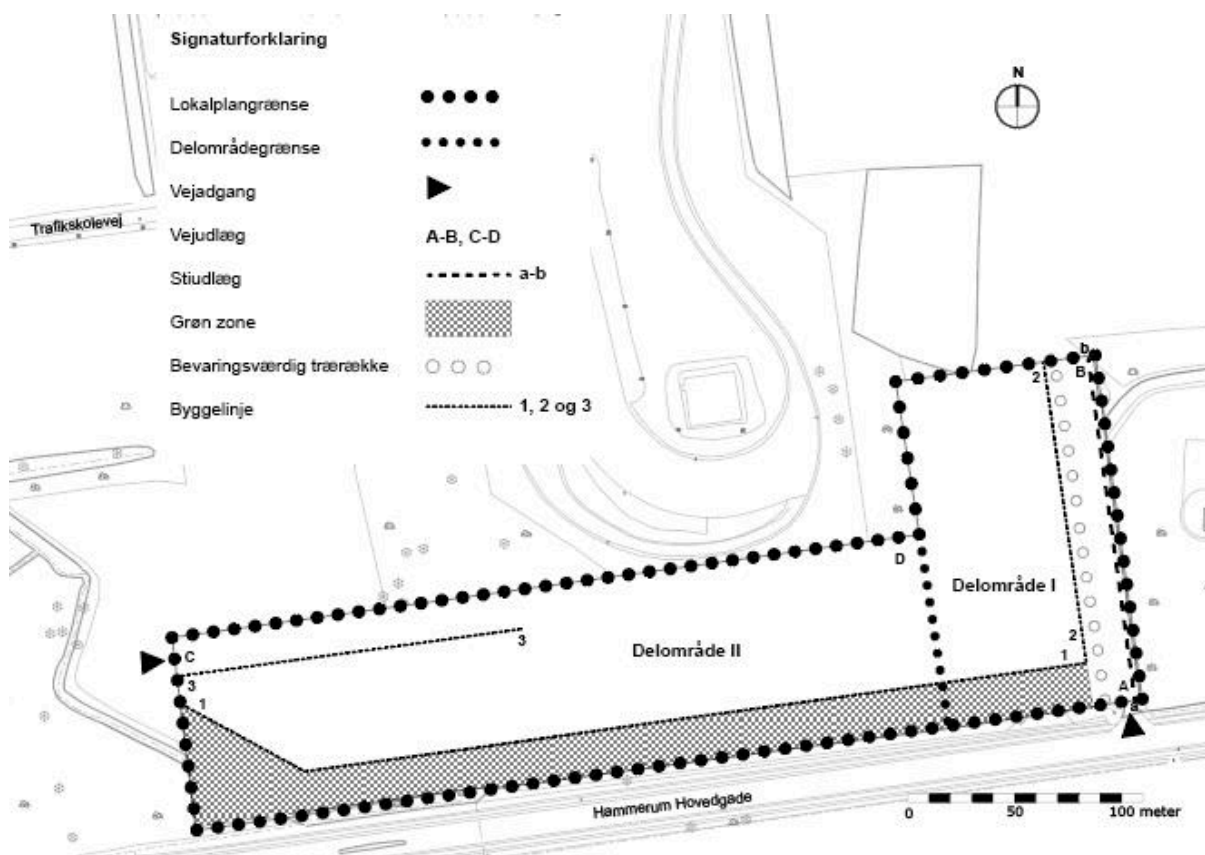 Signaturforklaring
N
Lokalplangrænse
Delområdegrænse
Vejadgang
Trafikskolevej
Vejudlæg A-B, C-D
Stiudlæg a-b
Grøn zone
Bevaringsværdig trærække
Byggelinje 1, 2 og 3
b
2 B
D
Delområde I
2
3
Delområde II
1
C
3
1
A
a
Hammerum Hovedgade
0 50 100 meter